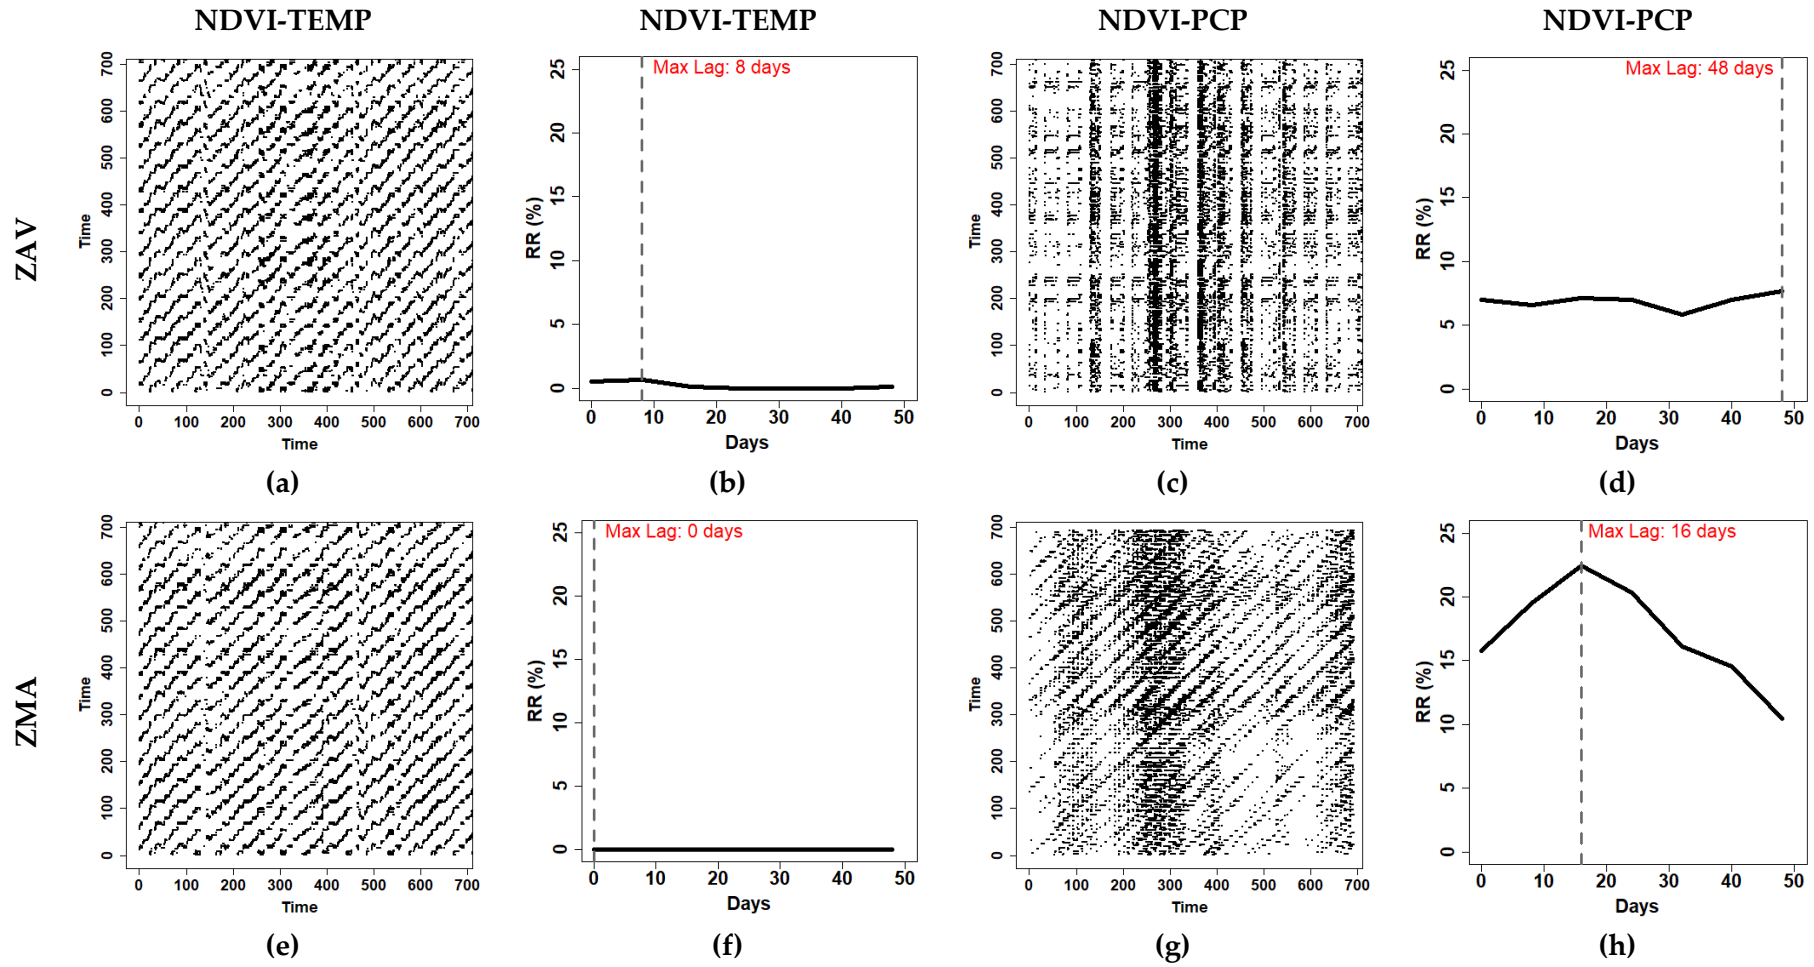 NDVI-TEMP NDVI-TEMP NDVI-PCP NDVI-PCP
ZAV
Time
0 100 200 300 400 500 600 700
0 100 200 300 400 500 600 700
Time
(a)
Max Lag: 8 days
RR (%)
0 5 10 15 20 25
0 10 20 30 40 50
Days
(b)
Time
0 100 200 300 400 500 600 700
0 100 200 300 400 500 600 700
Time
(c)
Max Lag: 48 days
RR (%)
0 5 10 15 20 25
0 10 20 30 40 50
Days
(d)
ZMA
Time
0 100 200 300 400 500 600 700
0 100 200 300 400 500 600 700
Time
(e)
Max Lag: 0 days
RR (%)
0 5 10 15 20 25
0 10 20 30 40 50
Days
(f)
Time
0 100 200 300 400 500 600 700
0 100 200 300 400 500 600 700
Time
(g)
Max Lag: 16 days
RR (%)
0 5 10 15 20 25
0 10 20 30 40 50
Days
(h)